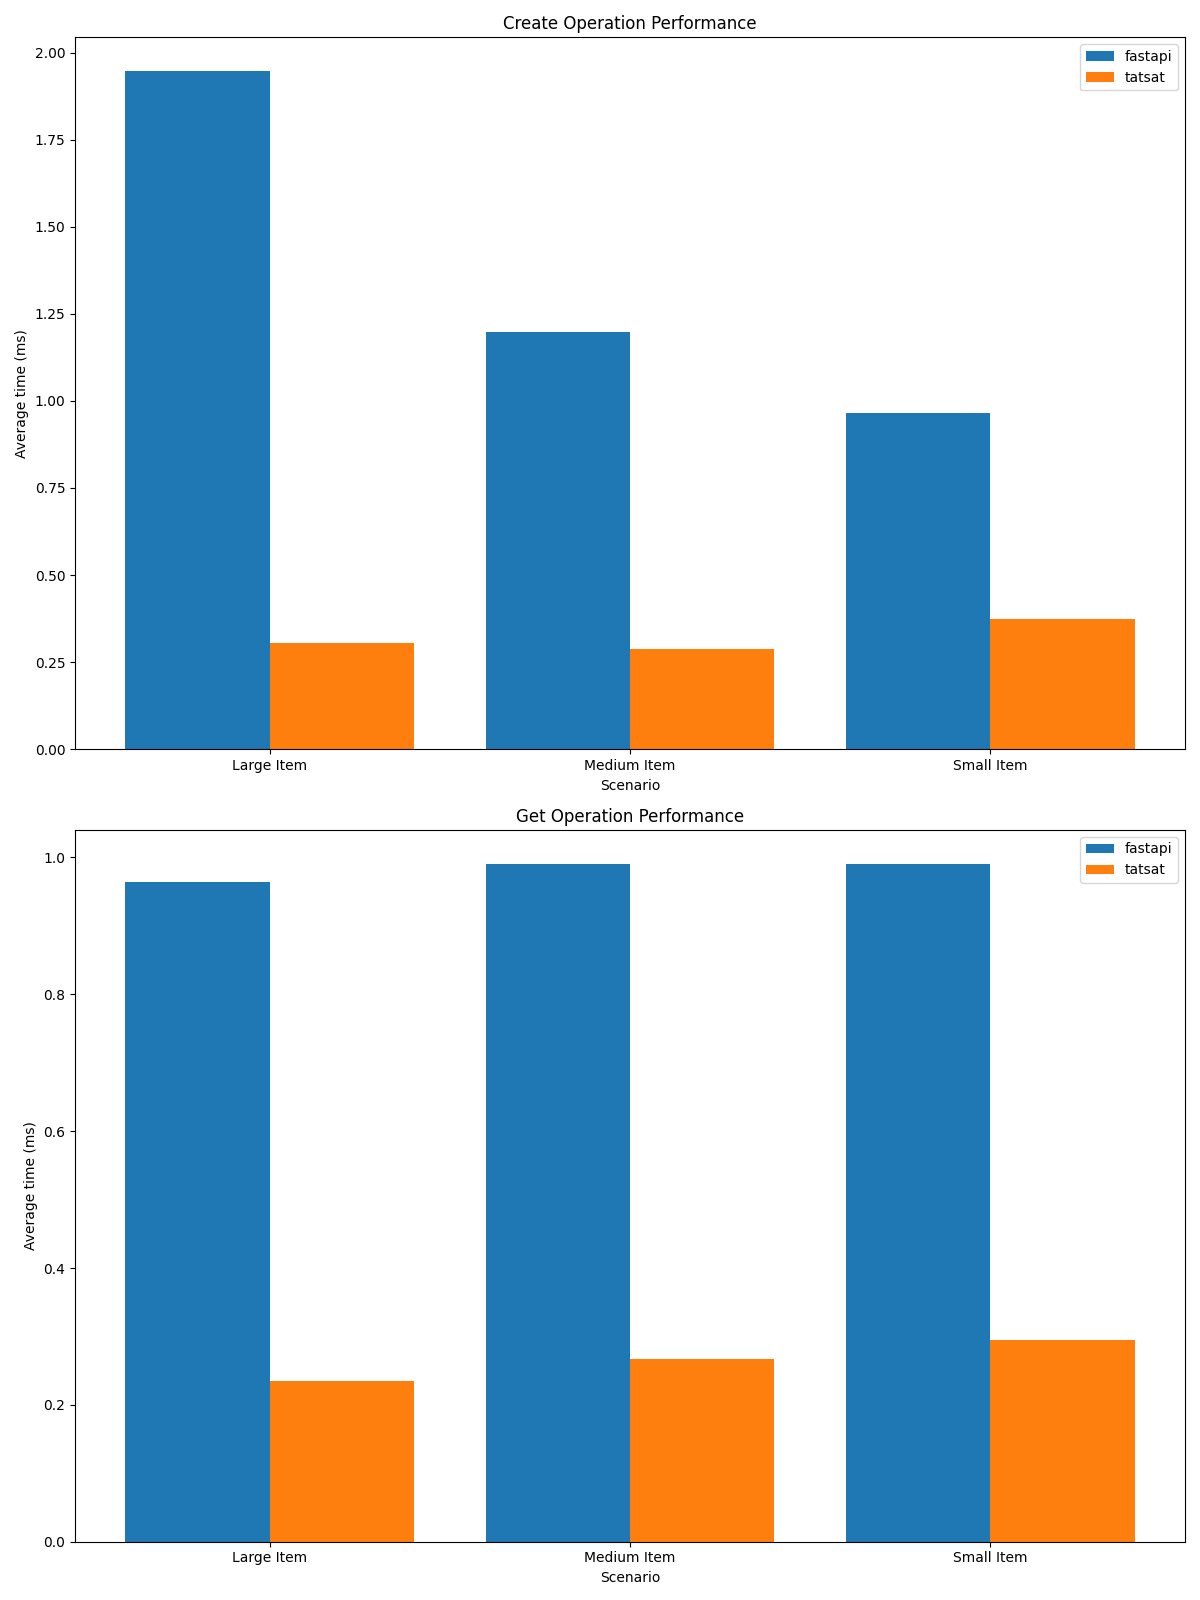 Create Operation Performance
fastapi
tatsat
2.00
1.75
1.50
1.25
1.00
0.75
0.50
0.25
0.00
Average time (ms)
Large Item Medium Item Small Item
Scenario
Get Operation Performance
fastapi
tatsat
1.0
0.8
0.6
0.4
0.2
0.0
Average time (ms)
Large Item Medium Item Small Item
Scenario